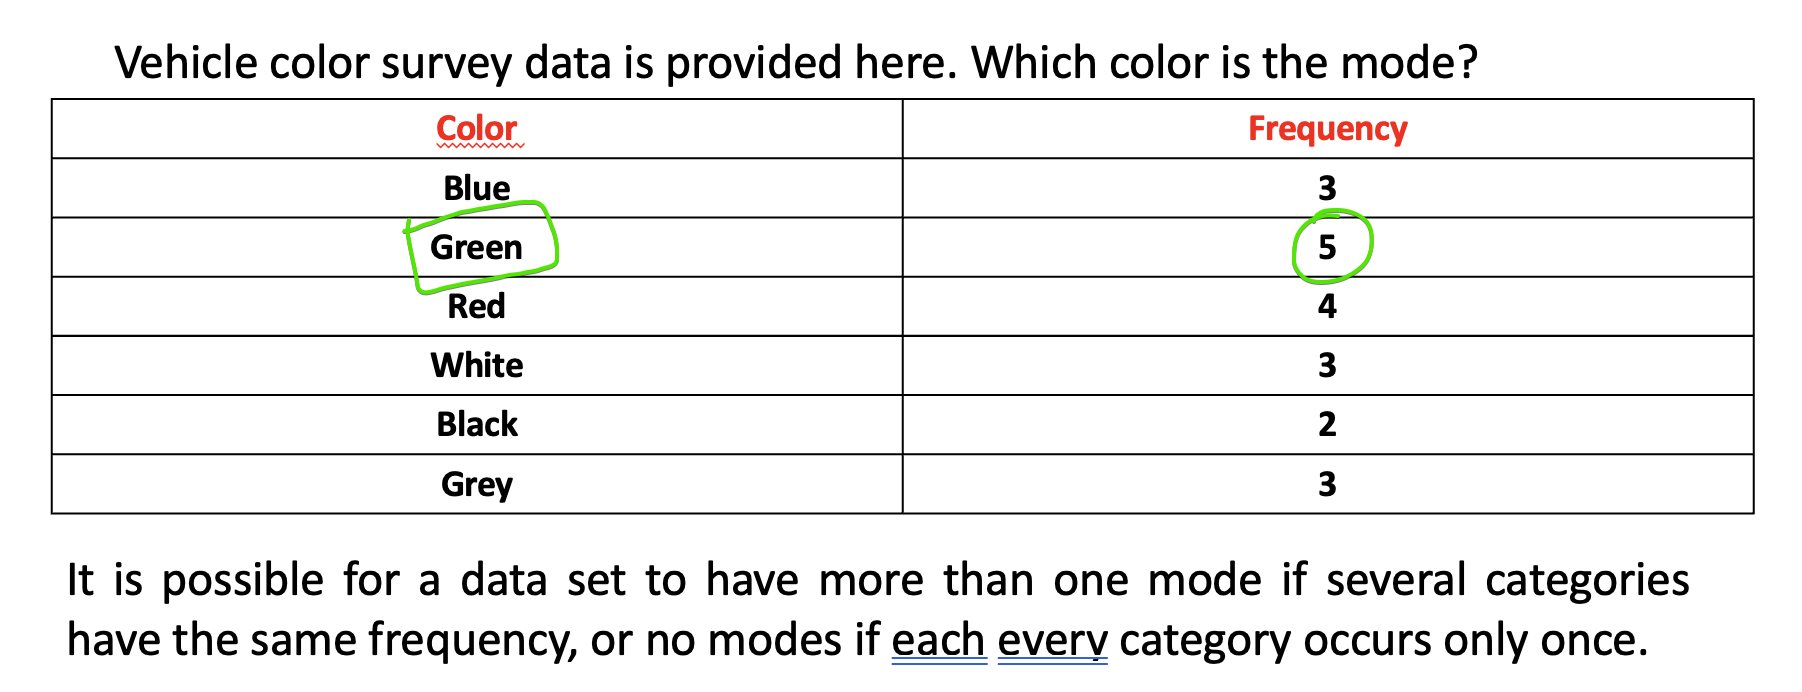 Vehicle color survey data is provided here. Which color is the mode?
Color Frequency
Blue 3
Green 5
Red 4
White 3
Black 2
Grey 3
It is possible for a data set to have more than one mode if several categories
have the same frequency, or no modes if each every category occurs only once.